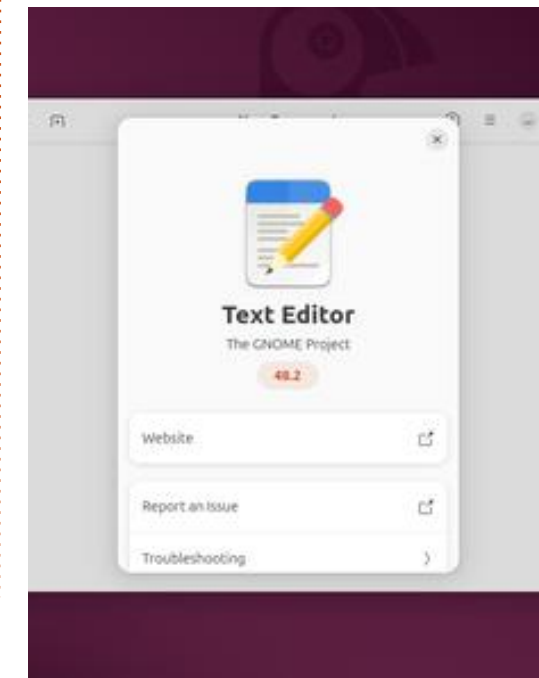 Text Editor
The GNOME Project
48.2
Website
Report an Issue
Troubleshooting